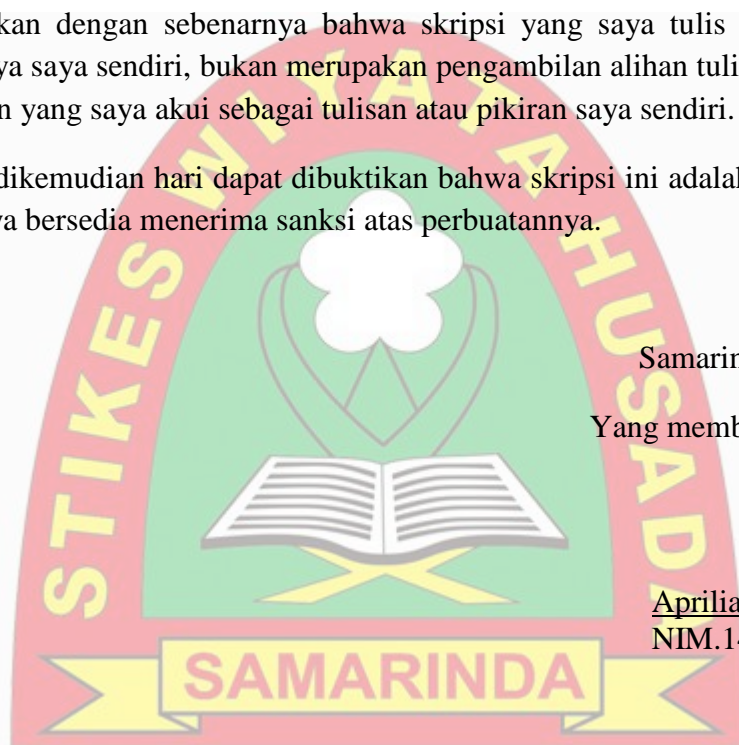 kan dengan sebenarnya bahwa skripsi yang saya tulis
ya saya sendiri, bukan merupakan pengambilan alihan tuli
n yang saya akui sebagai tulisan atau pikiran saya sendiri.
dikemudian hari dapat dibuktikan bahwa skripsi ini adala
ya bersedia menerima sanksi atas perbuatannya.
Samarin
Yang memb
Aprilia
NIM.14
STIKES WIYATA HUSADA
SAMARINDA